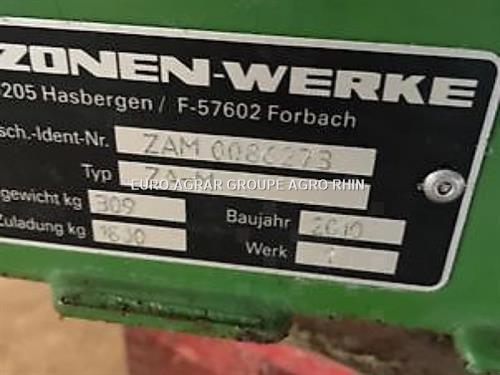 ZONEN-WERKE
205 Hasbergen / F-57602 Forbach
sch.-Ident-Nr. ZAM 0086273
Typ ZA-M
EURO AGRAR GROUPE AGRO RHIN
gewicht kg 309 Baujahr 2010
Zuladung kg Werk